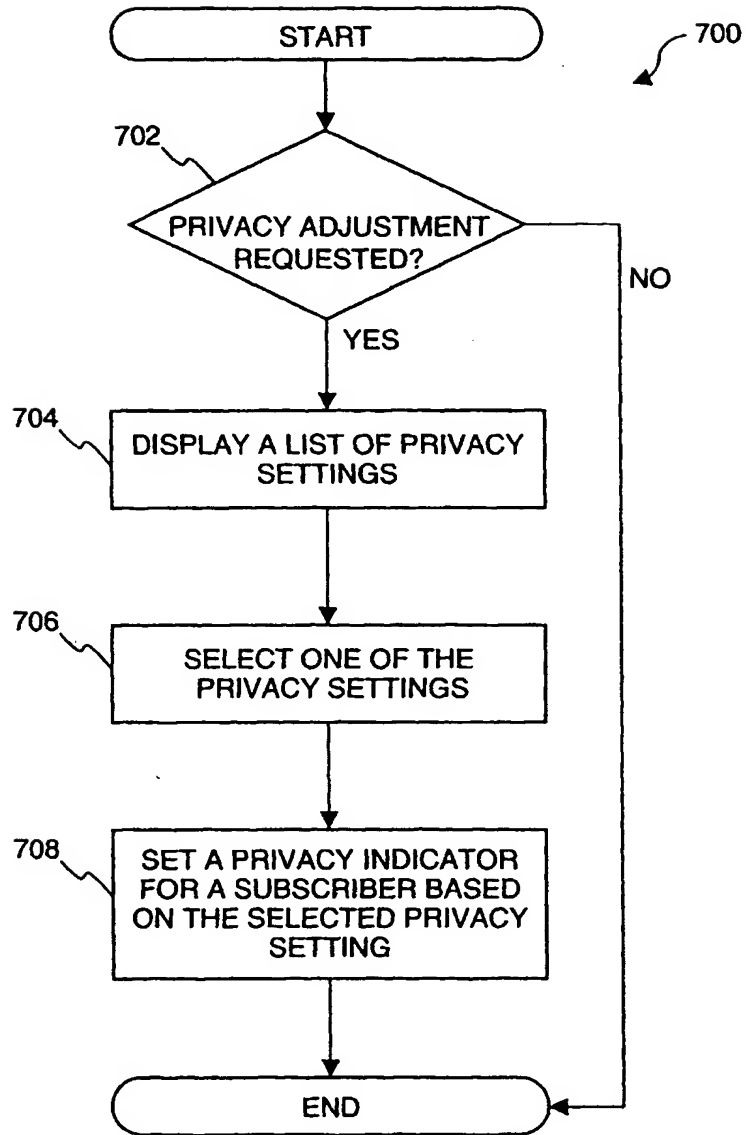 START
700
702
PRIVACY ADJUSTMENT
REQUESTED?
NO
YES
704
DISPLAY A LIST OF PRIVACY
SETTINGS
706
SELECT ONE OF THE
PRIVACY SETTINGS
708
SET A PRIVACY INDICATOR
FOR A SUBSCRIBER BASED
ON THE SELECTED PRIVACY
SETTING
END